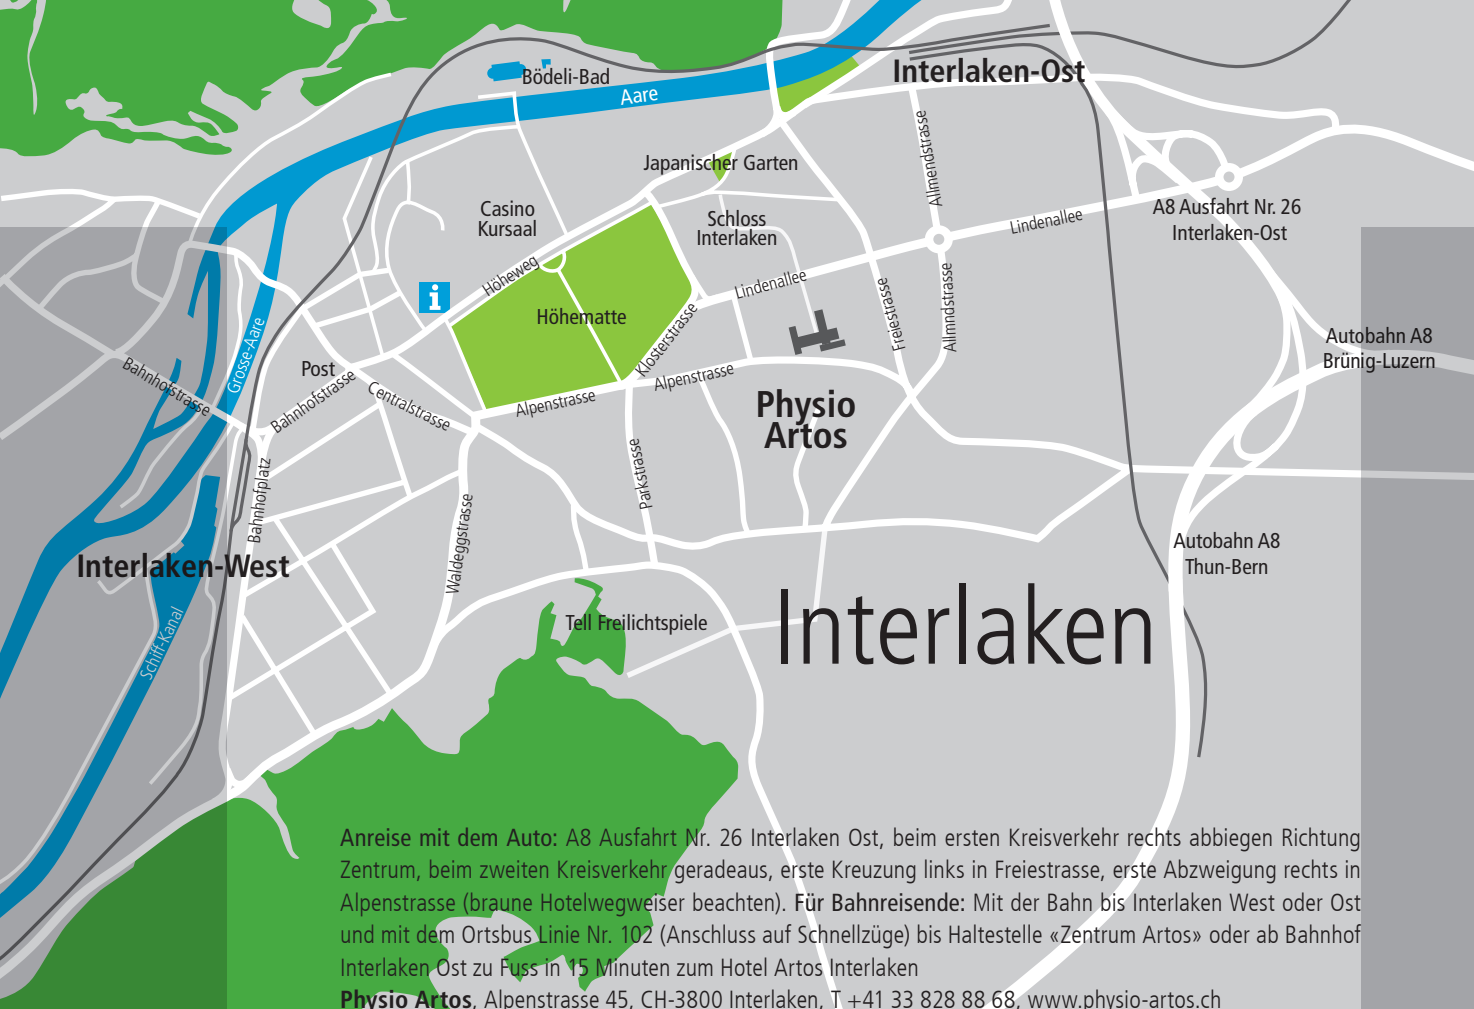 Bödeli-Bad
Aare
Interlaken-Ost
Japanischer Garten
Allmendstrasse
Casino
Kursaal
Schloss
Interlaken
Lindenallee
A8 Ausfahrt Nr. 26
Interlaken-Ost
Höheweg
Lindenallee
i
Höhematte
Klosterstrasse
Freiestrasse
Allmndstrasse
Grosse-Aare
Autobahn A8
Brünig-Luzern
Bahnhofstrasse
Post
Bahnhofstrasse
Centralstrasse
Alpenstrasse
Alpenstrasse
Physio
Artos
Parkstrasse
Bahnhofplatz
Waldeggstrasse
Autobahn A8
Thun-Bern
Interlaken-West
Schiff-Kanal
Tell Freilichtspiele
Interlaken
Anreise mit dem Auto: A8 Ausfahrt Nr. 26 Interlaken Ost, beim ersten Kreisverkehr rechts abbiegen Richtung
Zentrum, beim zweiten Kreisverkehr geradeaus, erste Kreuzung links in Freiestrasse, erste Abzweigung rechts in
Alpenstrasse (braune Hotelwegweiser beachten). Für Bahnreisende: Mit der Bahn bis Interlaken West oder Ost
und mit dem Ortsbus Linie Nr. 102 (Anschluss auf Schnellzüge) bis Haltestelle «Zentrum Artos» oder ab Bahnhof
Interlaken Ost zu Fuss in 15 Minuten zum Hotel Artos Interlaken
Physio Artos, Alpenstrasse 45, CH-3800 Interlaken, T +41 33 828 88 68, www.physio-artos.ch